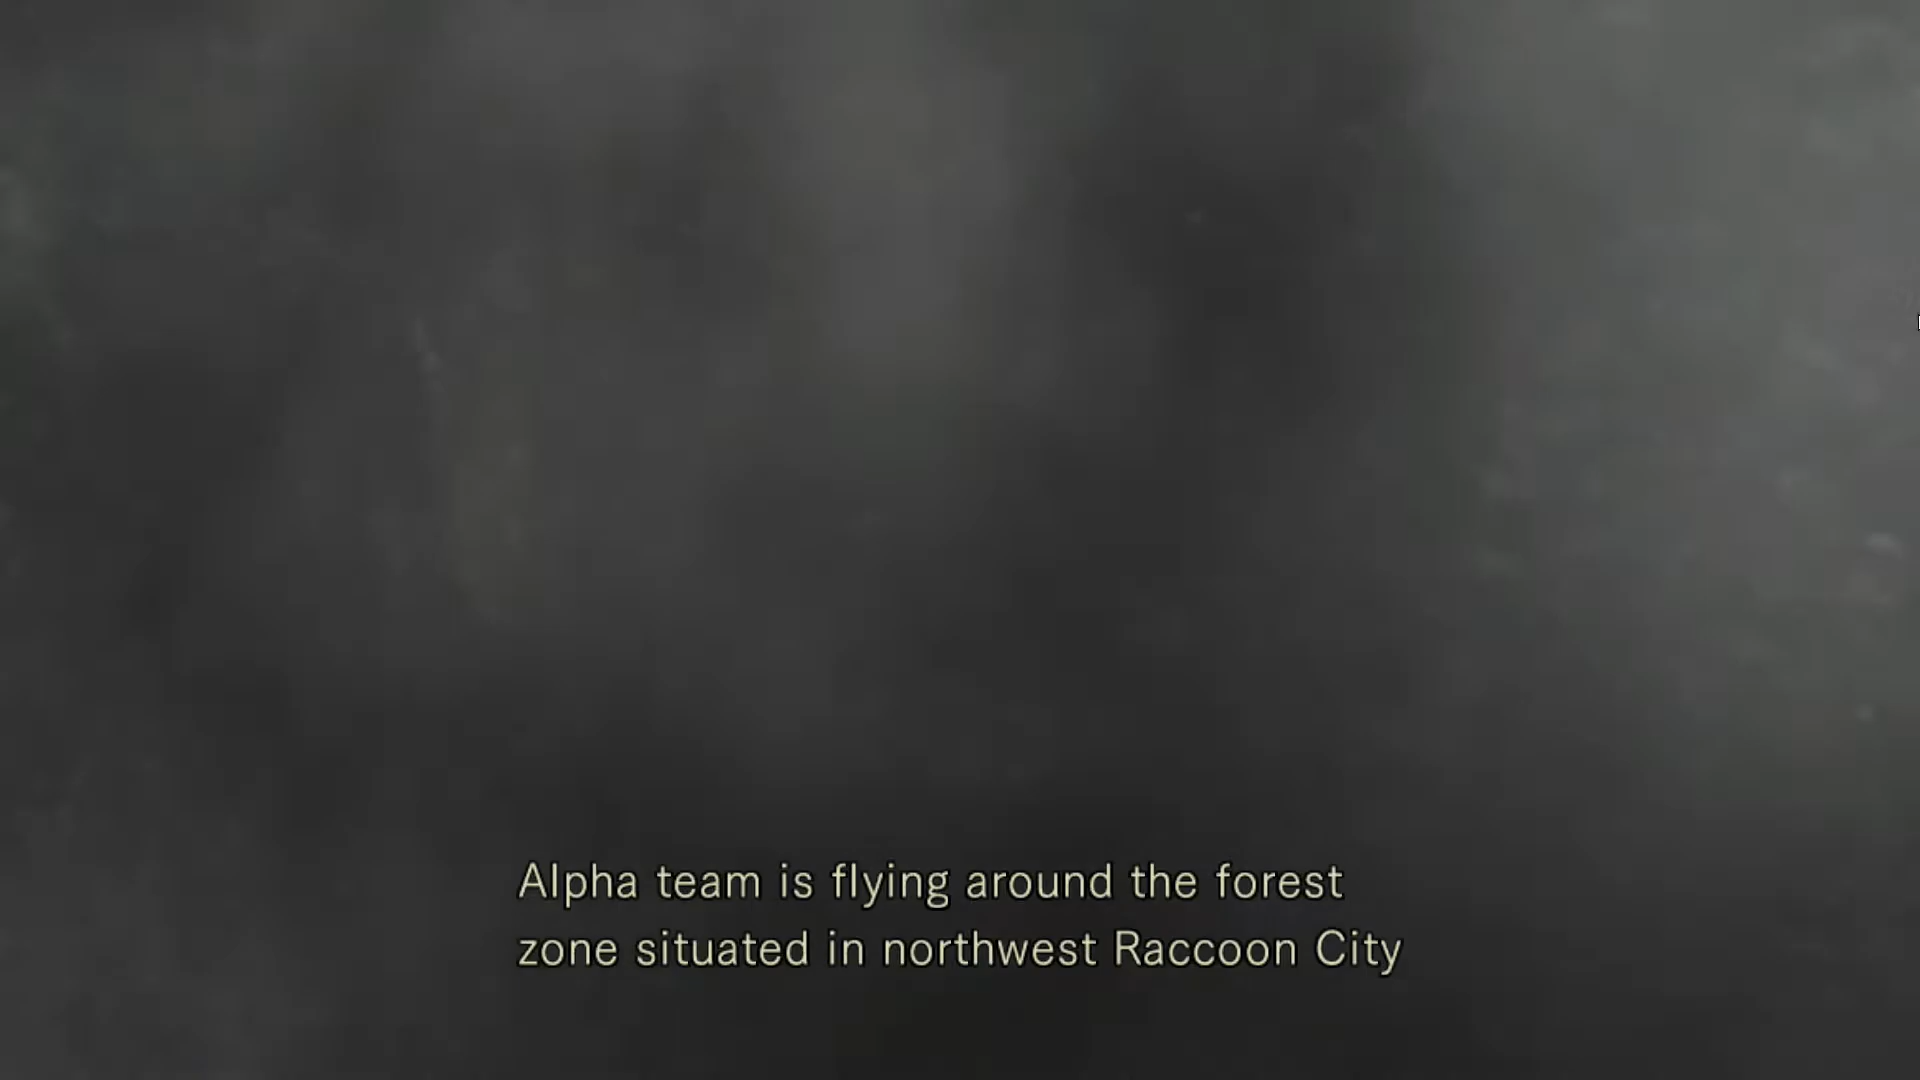 Alpha team is flying around the forest
zone situated in northwest Raccoon City